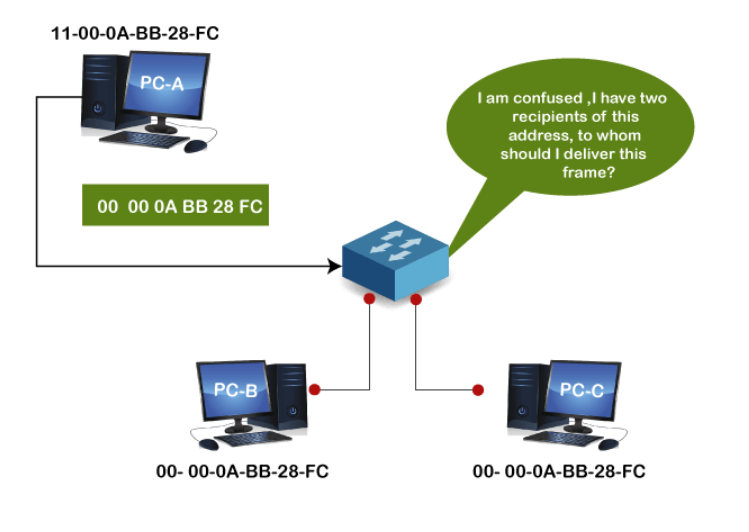 11-00-0A-BB-28-FC
PC-A
I am confused ,I have two
recipients of this
address, to whom
should I deliver this
frame?
00 00 0A BB 28 FC
PC-B
PC-C
00- 00-0A-BB-28-FC
00- 00-0A-BB-28-FC